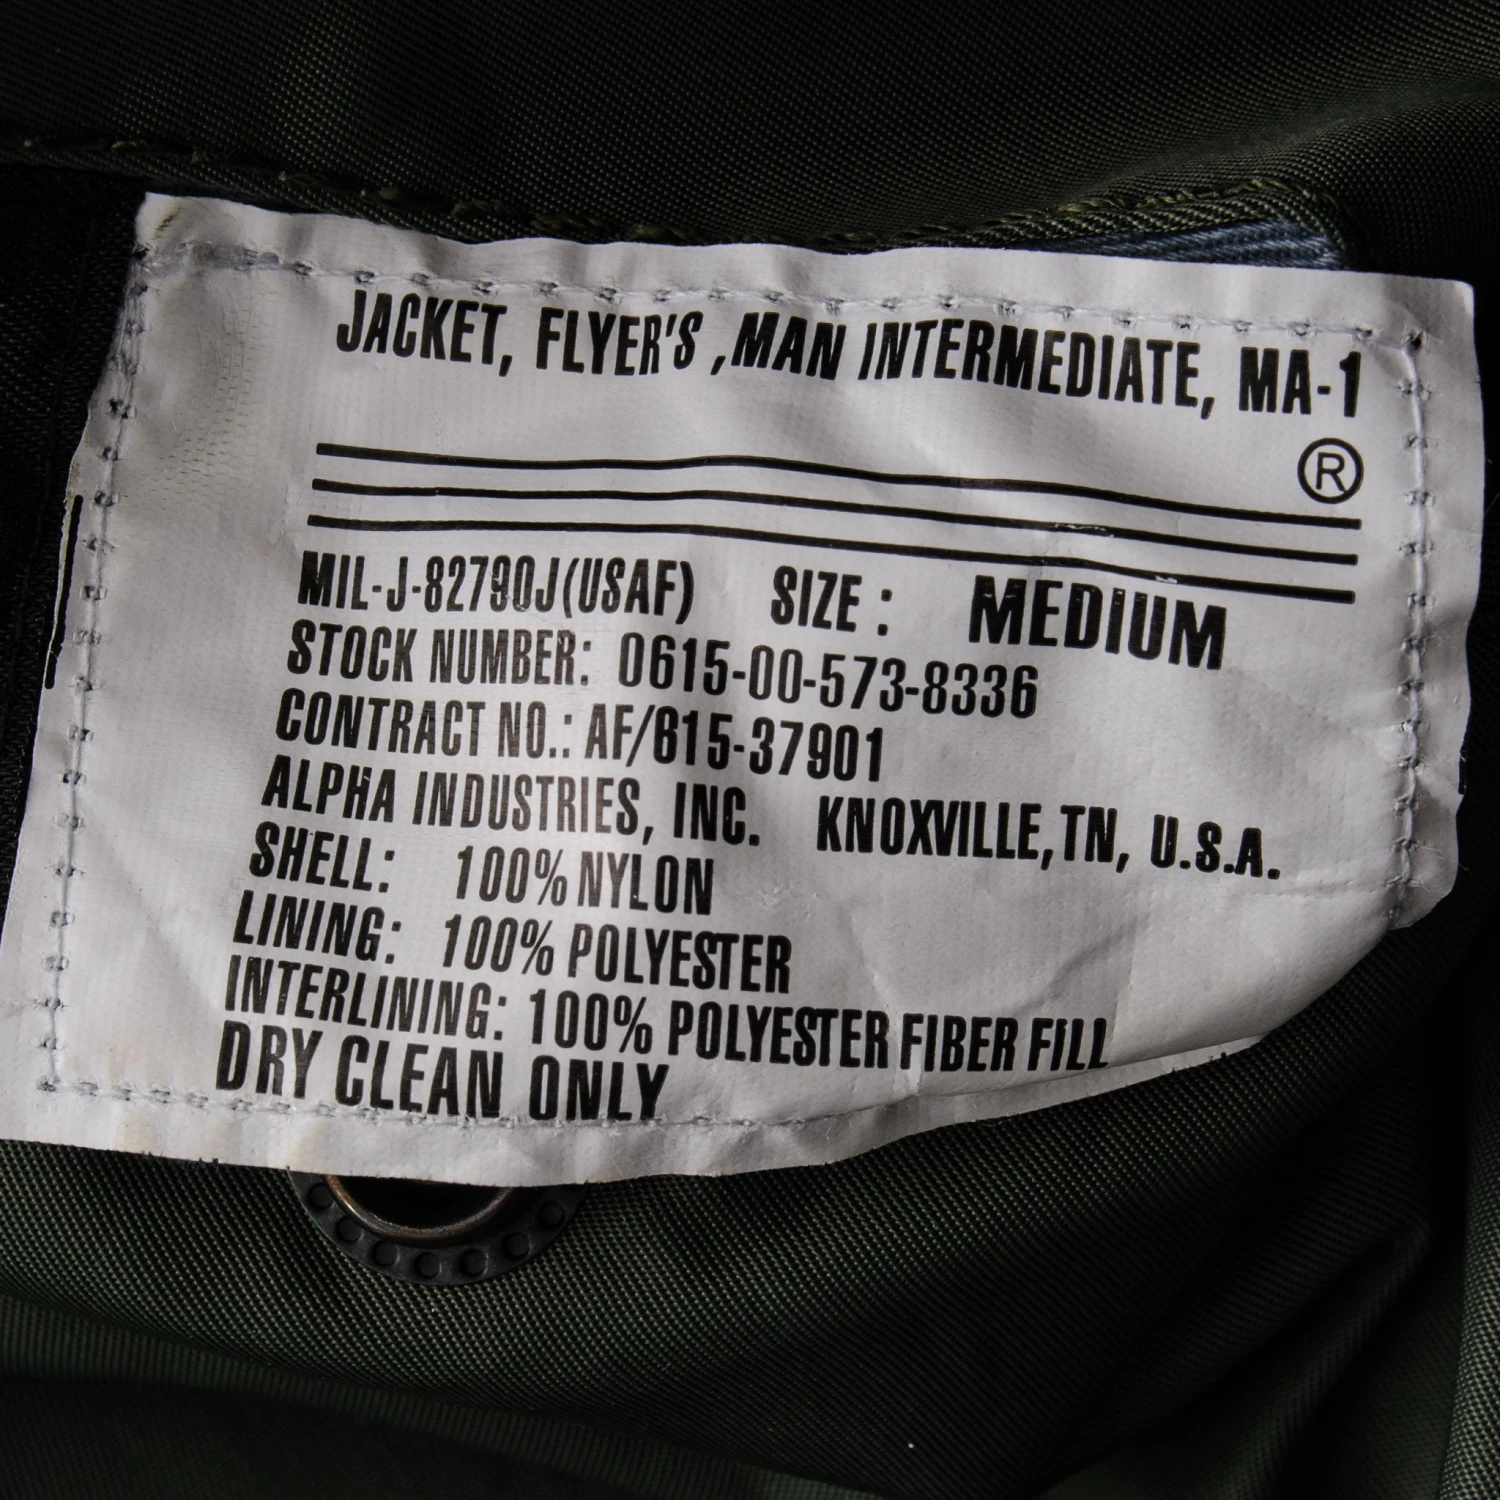 JACKET, FLYER'S ,MAN INTERMEDIATE, MA-1
®
MIL-J-82790J(USAF) SIZE : MEDIUM
STOCK NUMBER: 0615-00-573-8336
CONTRACT NO.: AF/615-37901
ALPHA INDUSTRIES, INC. KNOXVILLE, TN, U.S.A.
SHELL: 100% NYLON
LINING: 100% POLYESTER
INTERLINING: 100% POLYESTER FIBER FILL
DRY CLEAN ONLY